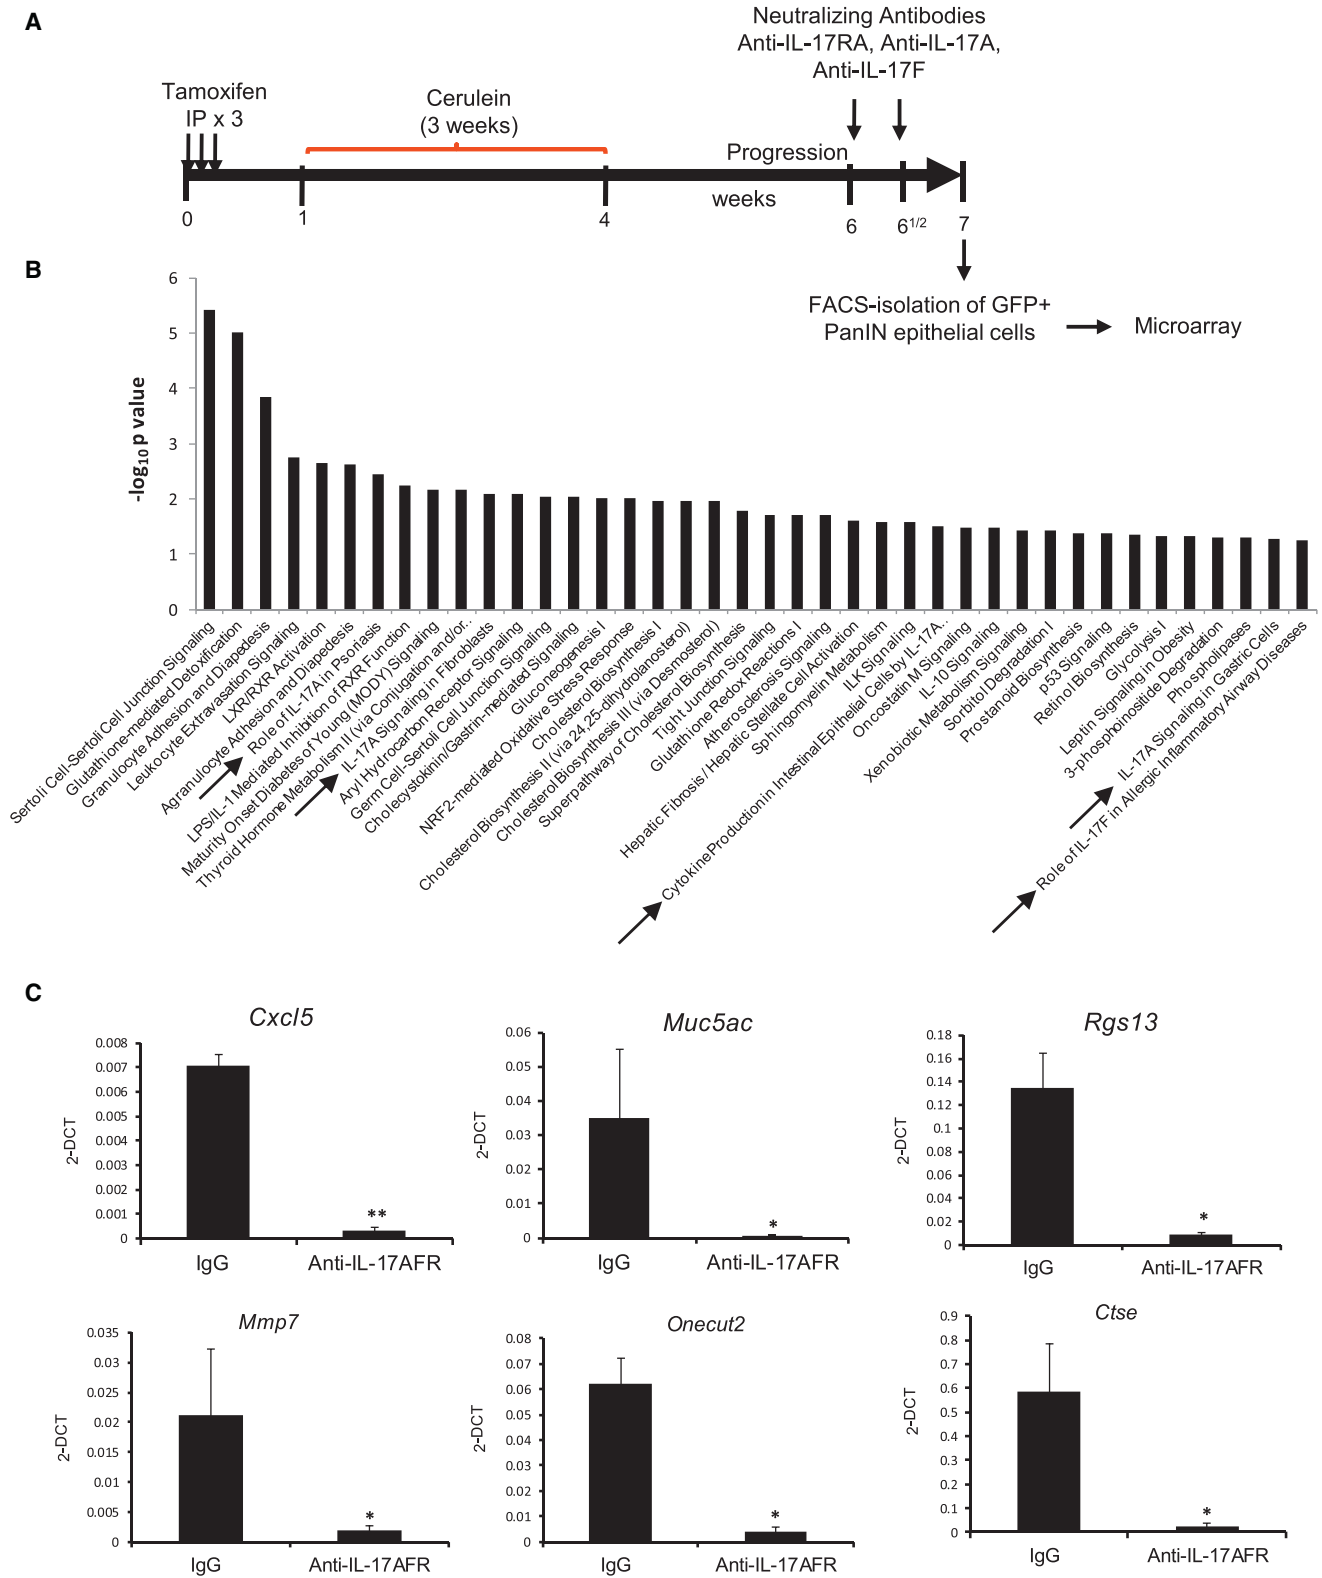 A
Tamoxifen
IP x 3
Cerulein
(3 weeks)
Neutralizing Antibodies
Anti-IL-17RA, Anti-IL-17A,
Anti-IL-17F
Progression
weeks
0
1
4
6
6 1/2
7
FACS-isolation of GFP+
PanIN epithelial cells
Microarray
B
-log10 p value
6
5
4
3
2
1
0
Sertoli Cell-Sertoli Cell Junction Signaling
Glutathione-mediated Detoxification
Granulocyte Adhesion and Diapedesis
Leukocyte Extravasation Signaling
LXR/RXR Activation
Agranulocyte Adhesion and Diapedesis
Role of IL-17A in Psoriasis
LPS/IL-1 Mediated Inhibition of RXR Function
Maturity Onset Diabetes of Young (MODY) Signaling
Thyroid Hormone Metabolism II (via Conjugation and/or..
IL-17A Signaling in Fibroblasts
Aryl Hydrocarbon Receptor Signaling
Germ Cell-Sertoli Cell Junction Signaling
Cholecystokinin/Gastrin-mediated Signaling
Gluconeogenesis I
NRF2-mediated Oxidative Stress Response
Cholesterol Biosynthesis I
Cholesterol Biosynthesis II (via 24,25-dihydrolanosterol)
Cholesterol Biosynthesis III (via Desmosterol)
Superpathway of Cholesterol Biosynthesis
Tight Junction Signaling
Glutathione Redox Reactions I
Atherosclerosis Signaling
Hepatic Fibrosis / Hepatic Stellate Cell Activation
Sphingomyelin Metabolism
ILK Signaling
Cytokine Production in Intestinal Epithelial Cells by IL-17A..
Oncostatin M Signaling
IL-10 Signaling
Xenobiotic Metabolism Signaling
Sorbitol Degradation I
Prostanoid Biosynthesis
p53 Signaling
Retinol Biosynthesis
Glycolysis I
Leptin Signaling in Obesity
3-phosphoinositide Degradation
Phospholipases
IL-17A Signaling in Gastric Cells
Role of IL-17F in Allergic Inflammatory Airway Diseases
C
Cxcl5
2-DCT
0.008
0.007
0.006
0.005
0.004
0.003
0.002
0.001
0
**
IgG
Anti-IL-17AFR
Muc5ac
2-DCT
0.06
0.05
0.04
0.03
0.02
0.01
0
*
IgG
Anti-IL-17AFR
Rgs13
2-DCT
0.18
0.16
0.14
0.12
0.1
0.08
0.06
0.04
0.02
0
*
IgG
Anti-IL-17AFR
Mmp7
2-DCT
0.035
0.03
0.025
0.02
0.015
0.01
0.005
0
*
IgG
Anti-IL-17AFR
Onecut2
2-DCT
0.08
0.07
0.06
0.05
0.04
0.03
0.02
0.01
0
*
IgG
Anti-IL-17AFR
Ctse
2-DCT
0.9
0.8
0.7
0.6
0.5
0.4
0.3
0.2
0.1
0
*
IgG
Anti-IL-17AFR